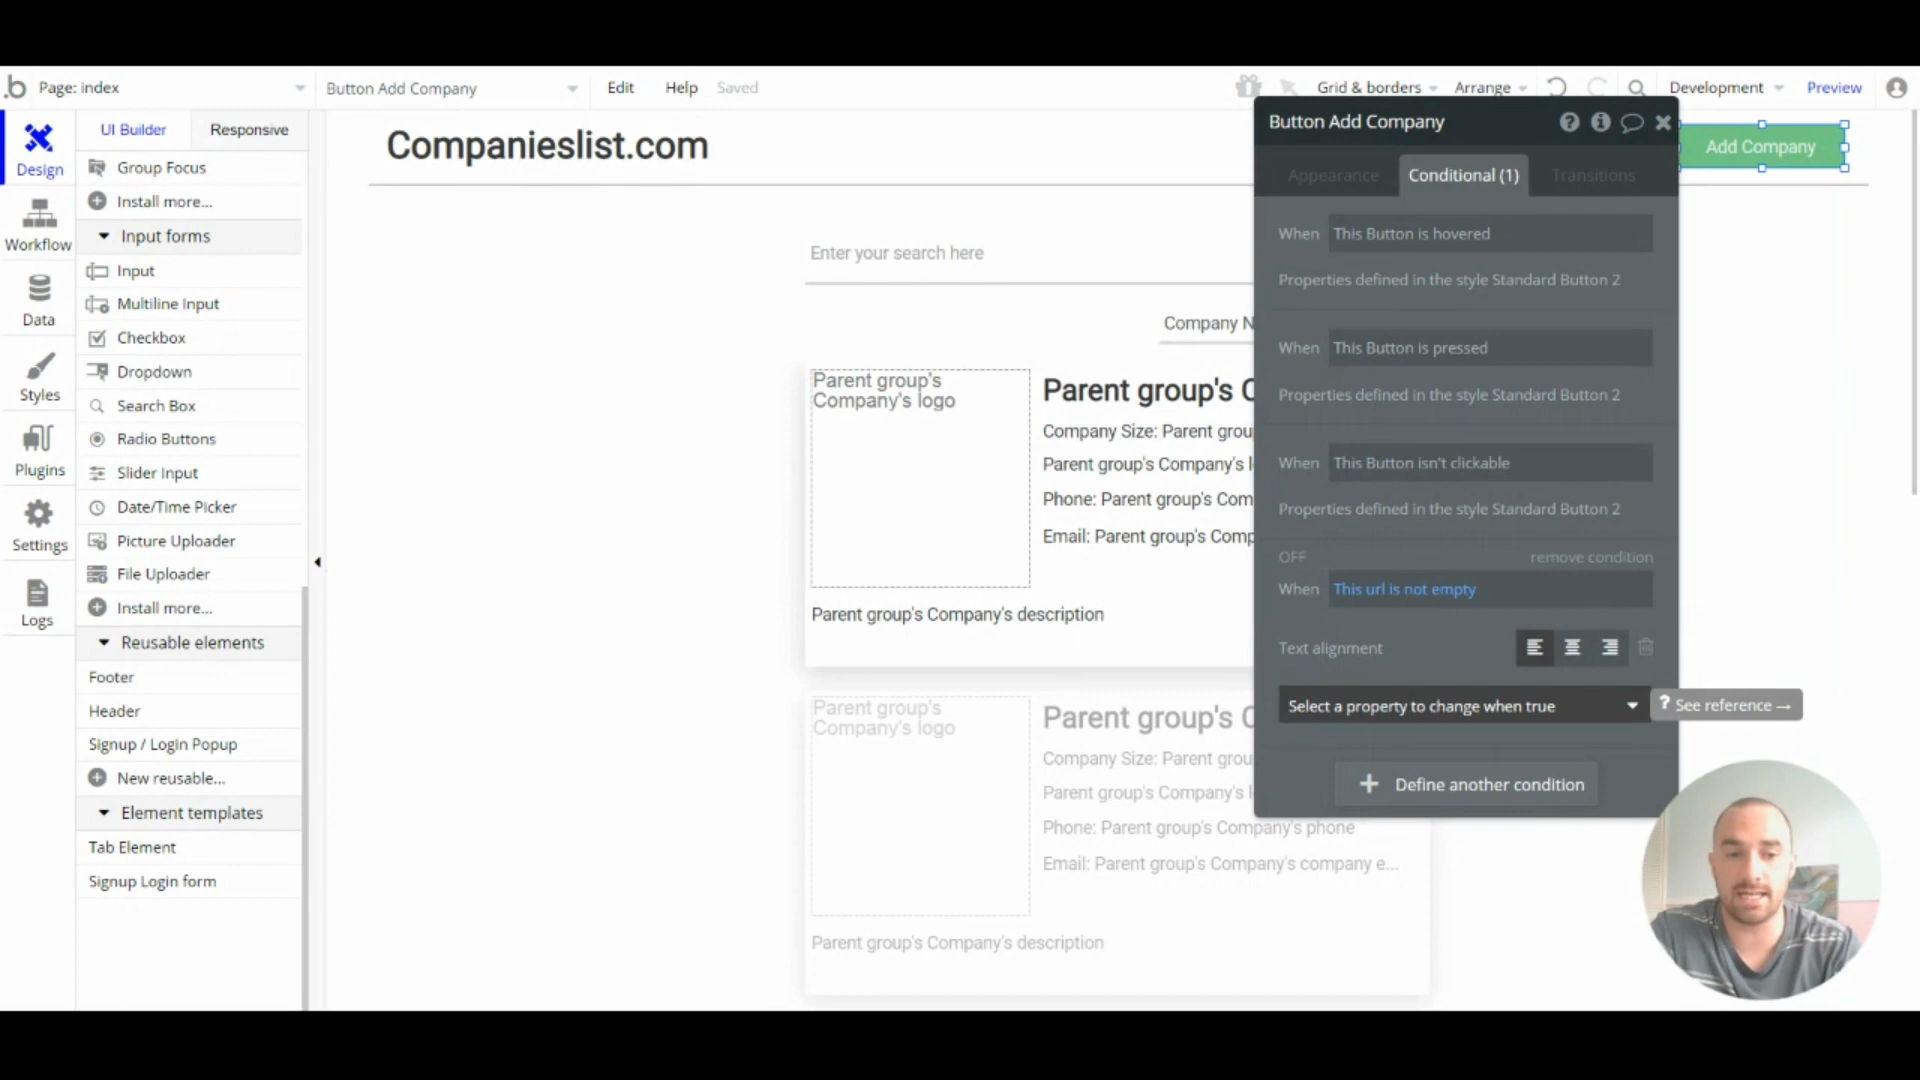 .b Page: index
Button Add Company
Edit
Help
Saved
Grid & borders
Arrange
Development
Preview
Design
Workflow
Data
Styles
Plugins
Settings
Logs
UI Builder
Responsive
Group Focus
Install more...
Input forms
Input
Multiline Input
Checkbox
Dropdown
Search Box
Radio Buttons
Slider Input
Date/Time Picker
Picture Uploader
File Uploader
Install more...
Reusable elements
Footer
Header
Signup / Login Popup
New reusable...
Element templates
Tab Element
Signup Login form
Companieslist.com
Add Company
Enter your search here
Company N
Parent group's
Company's logo
Parent group's C
Company Size: Parent grou
Parent group's Company's l
Phone: Parent group's Com
Email: Parent group's Comp
Parent group's Company's description
Parent group's
Company's logo
Parent group's C
Company Size: Parent grou
Parent group's Company's l
Phone: Parent group's Company's phone
Email: Parent group's Company's company e...
Parent group's Company's description
Button Add Company
Appearance
Conditional (1)
Transitions
When This Button is hovered
Properties defined in the style Standard Button 2
When This Button is pressed
Properties defined in the style Standard Button 2
When This Button isn't clickable
Properties defined in the style Standard Button 2
OFF
remove condition
When This url is not empty
Text alignment
Select a property to change when true
? See reference →
+ Define another condition